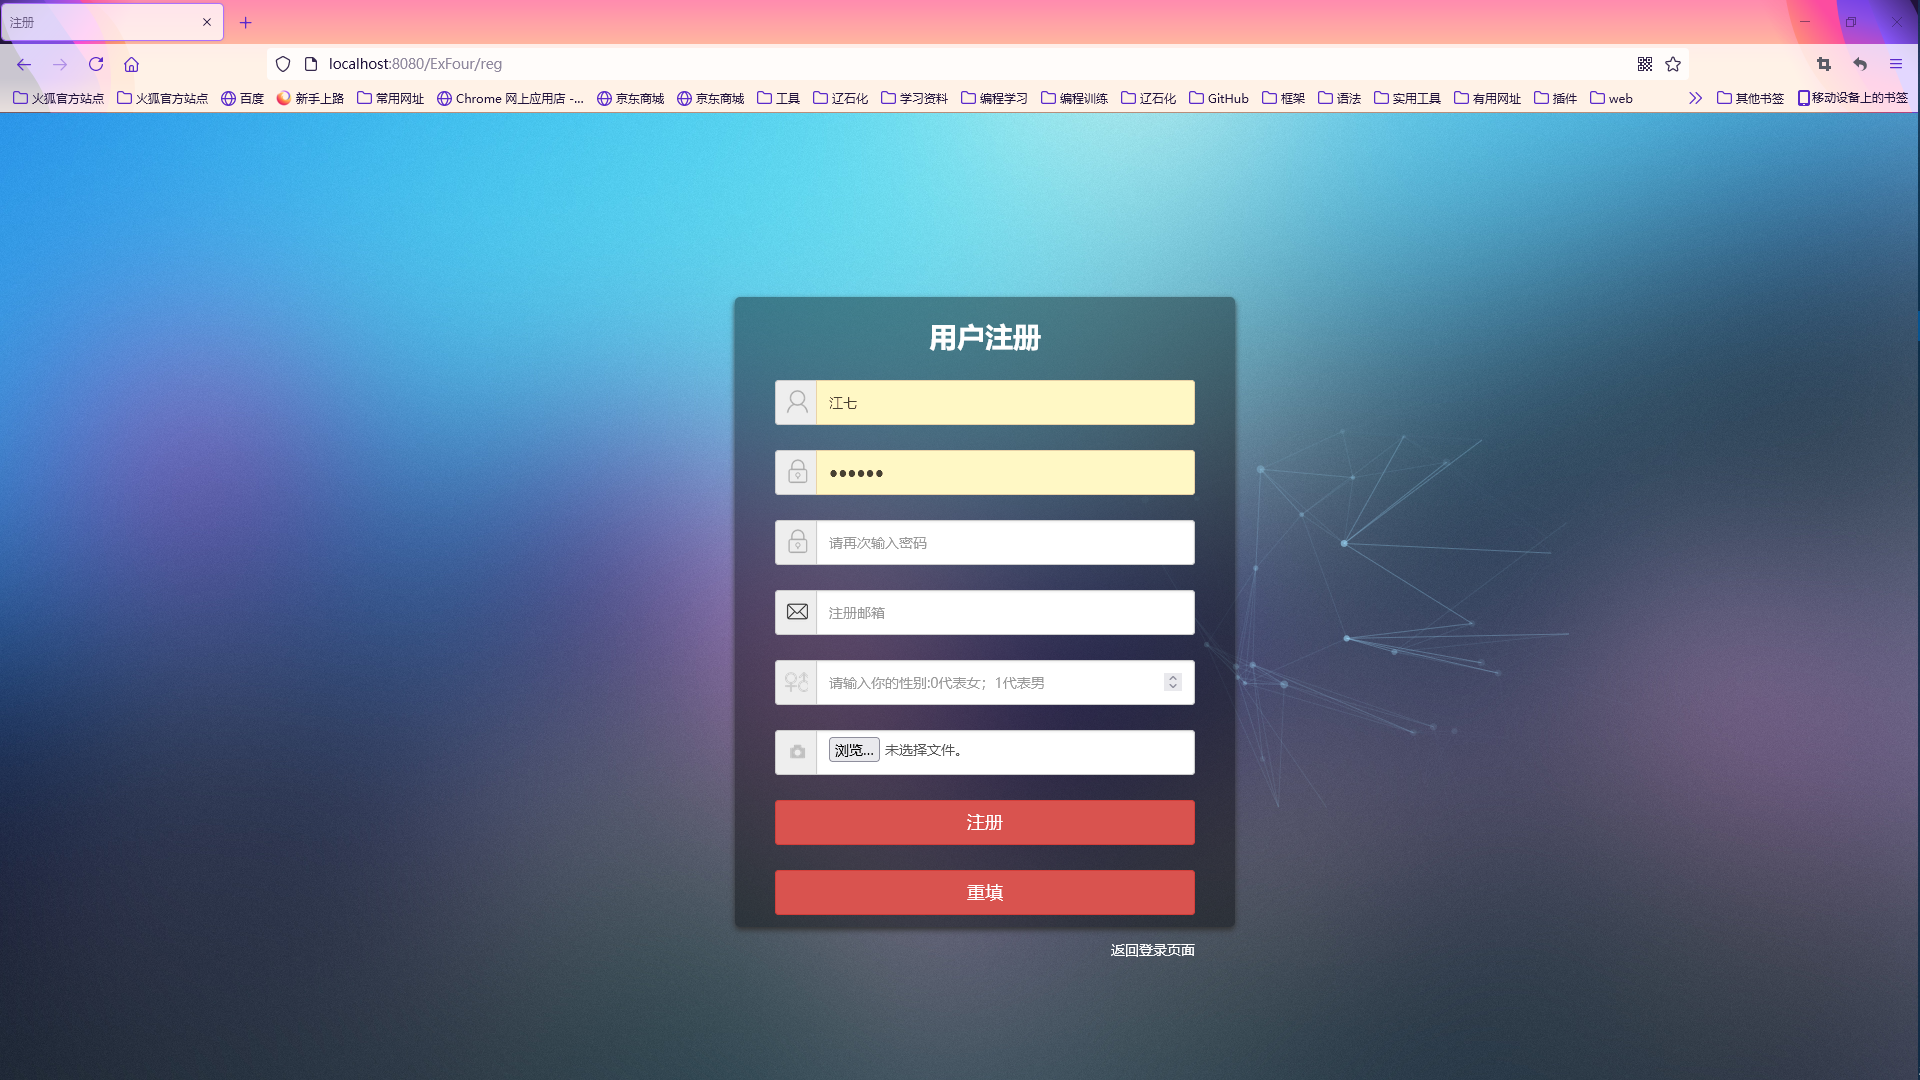 注册
localhost:8080/ExFour/reg
火狐官方站点 火狐官方站点 百度 新手上路 常用网址 Chrome 网上应用店 -... 京东商城 京东商城 工具 辽石化 学习资料 编程学习 编程训练 辽石化 GitHub 框架 语法 实用工具 有用网址 插件 web 其他书签 移动设备上的书签
用户注册
江七
••••••
请再次输入密码
注册邮箱
请输入你的性别:0代表女；1代表男
浏览... 未选择文件。
注册
重填
返回登录页面